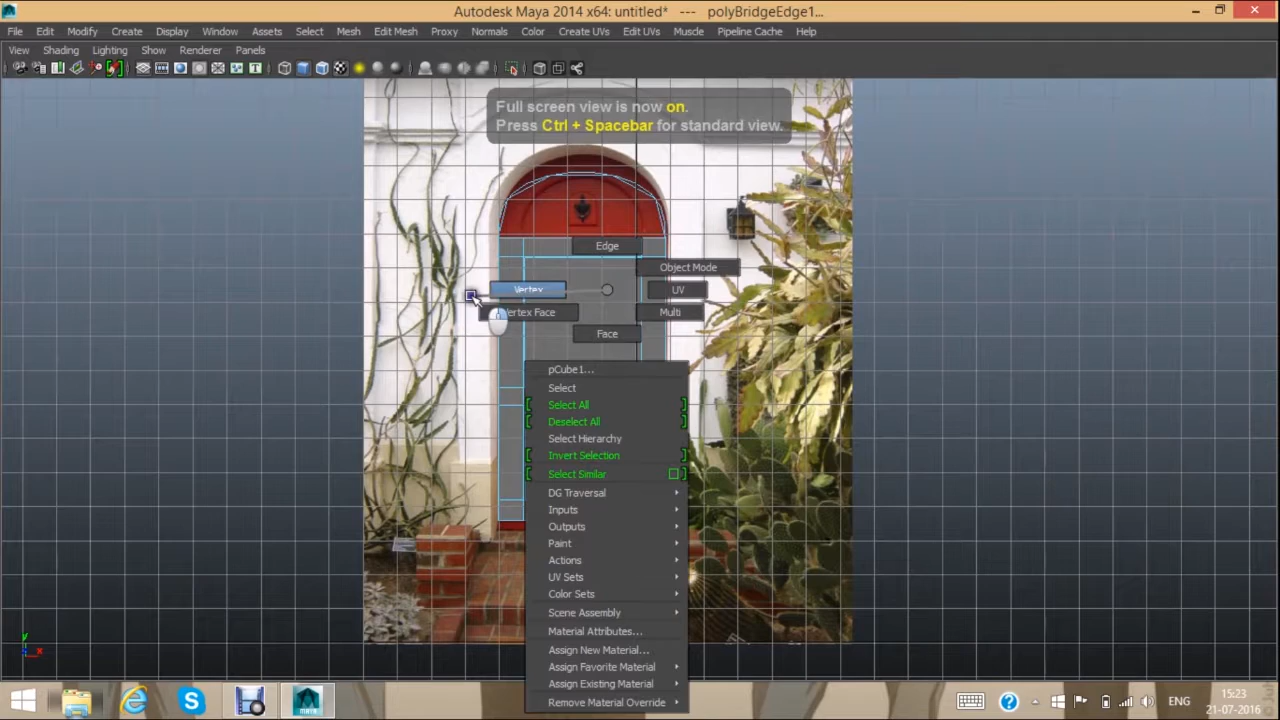 Autodesk Maya 2014 x64: untitled* --- polyBridgeEdge1...
File Edit Modify Create Display Window Assets Select Mesh Edit Mesh Proxy Normals Color Create UVs Edit UVs Muscle Pipeline Cache Help
View Shading Lighting Show Renderer Panels
Full screen view is now on.
Press Ctrl + Spacebar for standard view.
Edge
Object Mode
Vertex
UV
Vertex Face
Multi
Face
pCube1...
Select
Select All
Deselect All
Select Hierarchy
Invert Selection
Select Similar
DG Traversal
Inputs
Outputs
Paint
Actions
UV Sets
Color Sets
Scene Assembly
Material Attributes...
Assign New Material...
Assign Favorite Material
Assign Existing Material
Remove Material Override
y
x
MAYA
ENG
15:23
21-07-2016